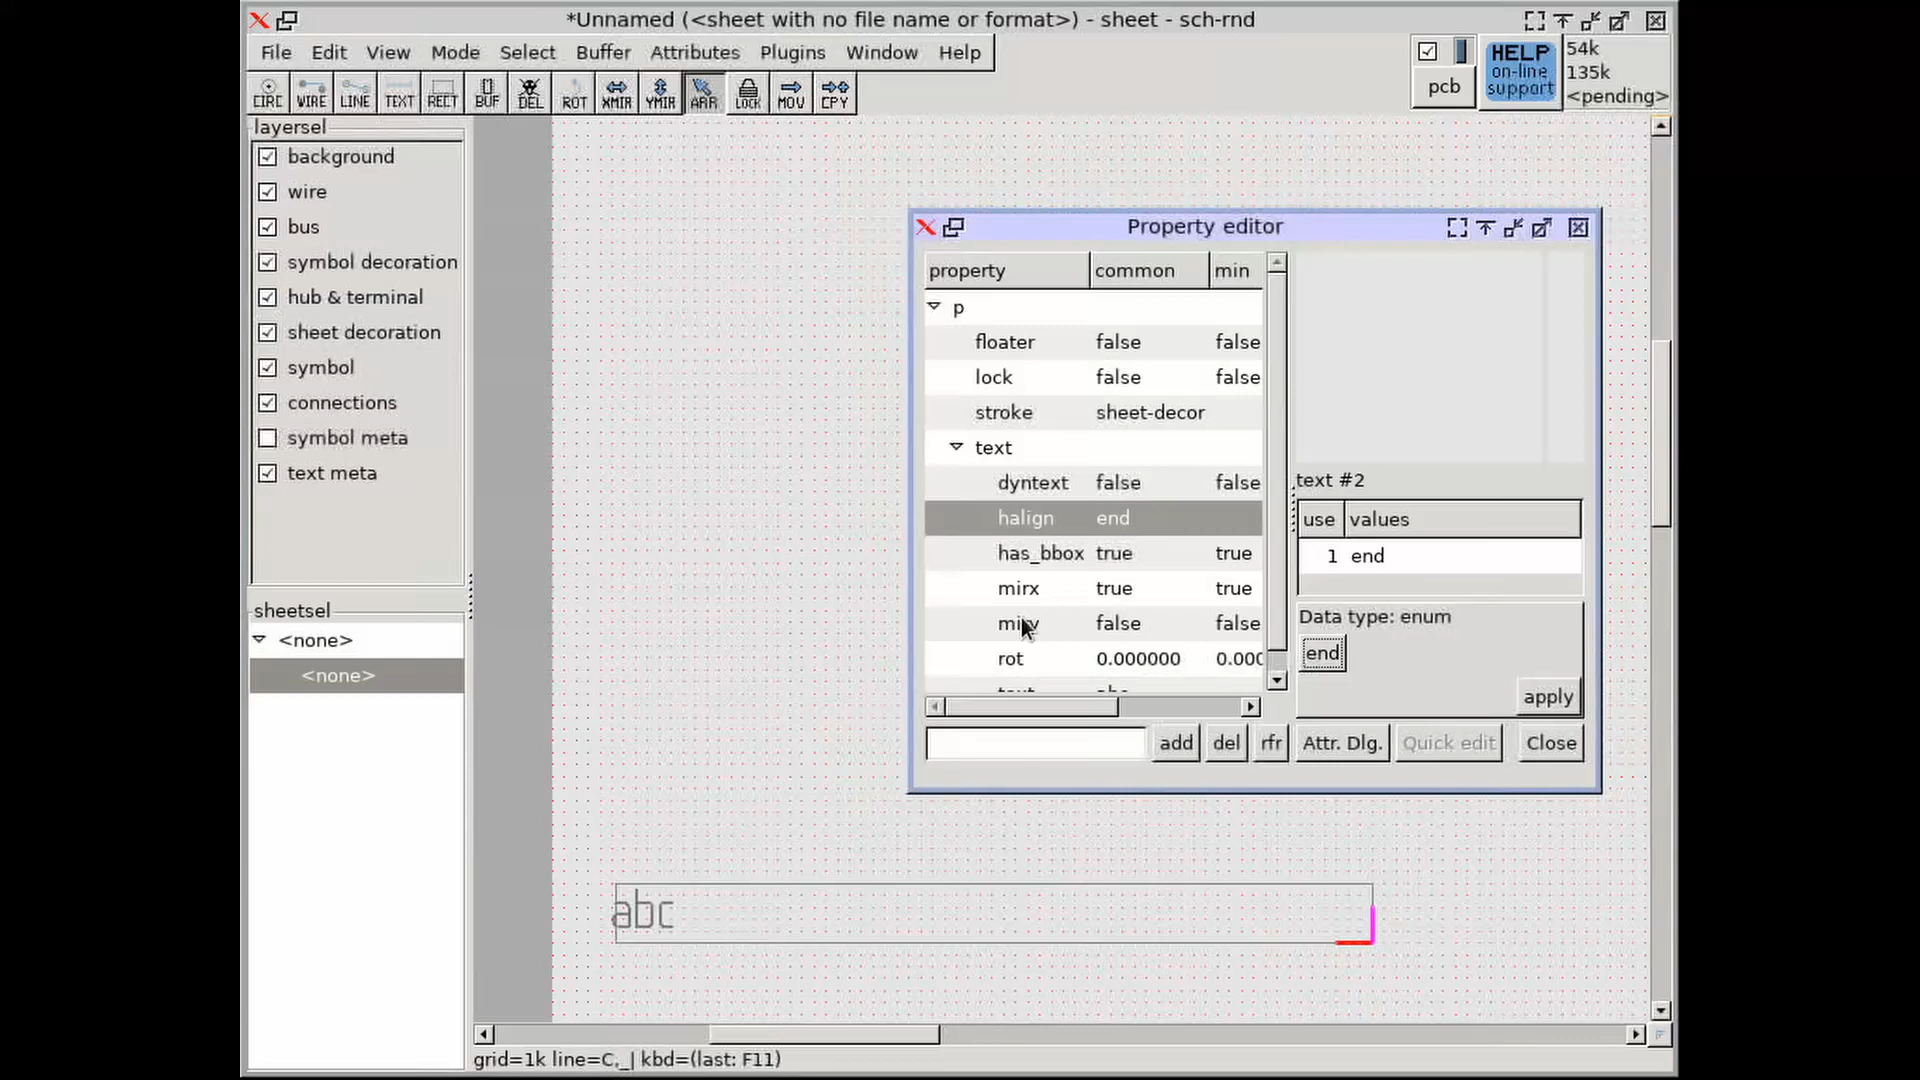 *Unnamed (<sheet with no file name or format>) - sheet - sch-rnd
File Edit View Mode Select Buffer Attributes Plugins Window Help
pcb
HELP
on-line
support
54k
135k
<pending>
CIRC WIRE LINE TEXT RECT BUF DEL ROT XMIR YMIR ARR LOCK MOV CPY
layersel
background
wire
bus
symbol decoration
hub & terminal
sheet decoration
symbol
connections
symbol meta
text meta
sheetsel
<none>
<none>
Property editor
property common min
p
floater false false
lock false false
stroke sheet-decor
text
dyntext false false
halign end
has_bbox true true
mirx true true
false false
rot 0.000000 0.000
text #2
use values
1 end
Data type: enum
end
apply
add del rfr Attr. Dlg. Quick edit Close
abc
grid=1k line=C,_| kbd=(last: F11)